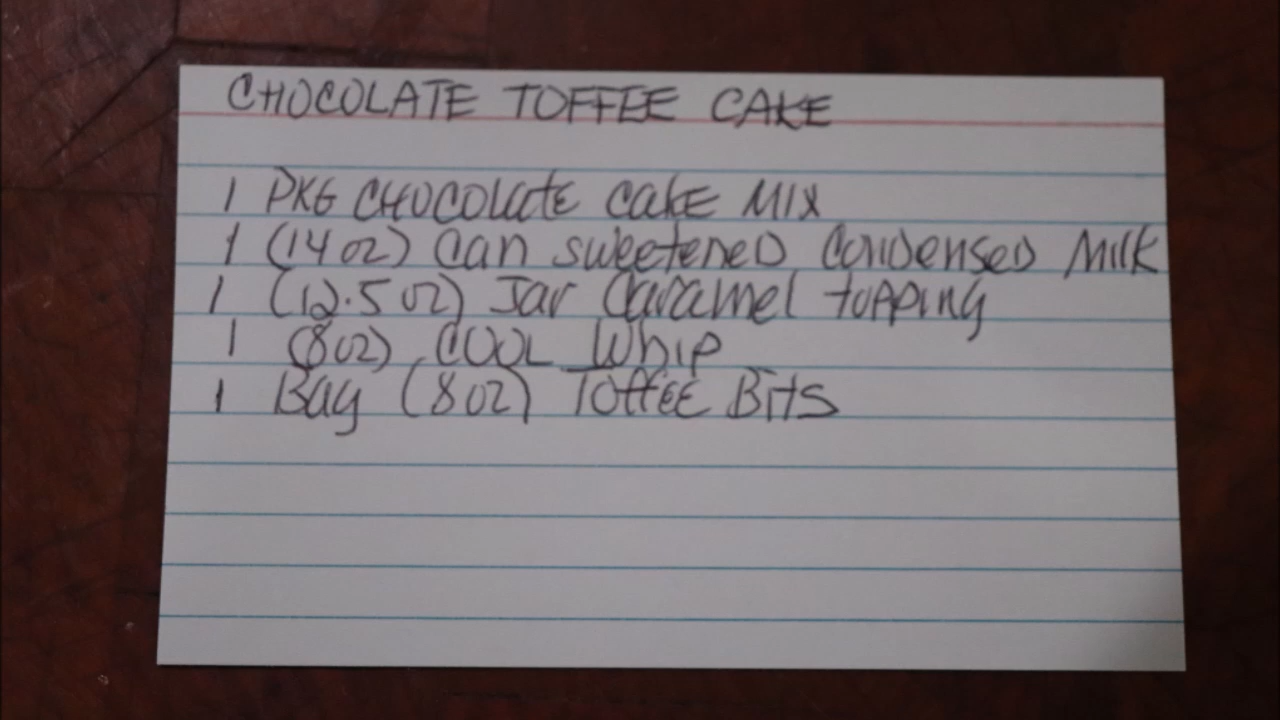 CHOCOLATE TOFFEE CAKE
1 PKG CHOCOLate Cake MIX
1 (14 oz) Can sweeteneD ConDenseD Milk
1 (12.5 oz) Jar Caramel topping
1 (8 oz) COOL Whip
1 Bag (8 oz) ToffeE Bits